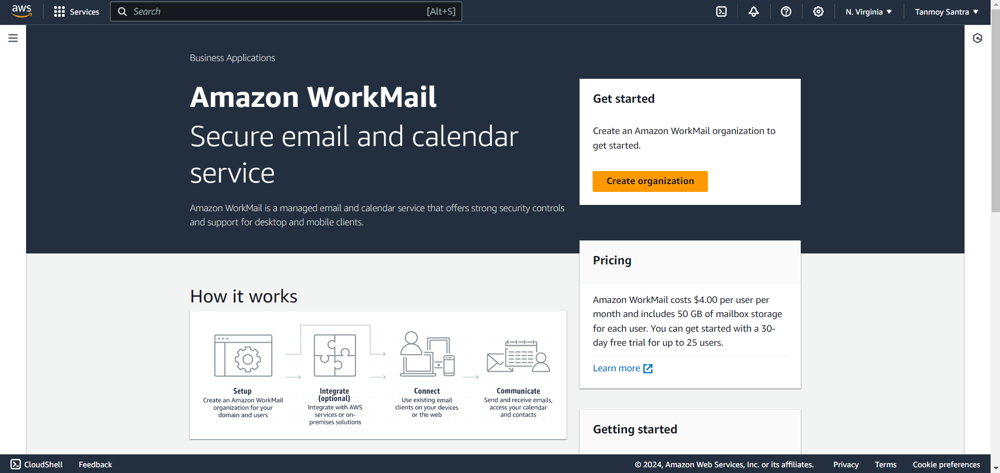 aws
Services
Search
[Alt+S]
N. Virginia
Tanmoy Santra
Business Applications
Amazon WorkMail
Secure email and calendar
service
Amazon WorkMail is a managed email and calendar service that offers strong security controls
and support for desktop and mobile clients.
Get started
Create an Amazon WorkMail organization to
get started.
Create organization
Pricing
Amazon WorkMail costs $4.00 per user per
month and includes 50 GB of mailbox storage
for each user. You can get started with a 30-
day free trial for up to 25 users.
Learn more
How it works
Setup
Create an Amazon WorkMail
organization for your
domain and users
Integrate
(optional)
Integrate with AWS
services or on-
premises solutions
Connect
Use existing email
clients on your devices
or the web
Communicate
Send and receive emails,
access your calendar
and contacts
Getting started
CloudShell
Feedback
© 2024, Amazon Web Services, Inc. or its affiliates.
Privacy
Terms
Cookie preferences